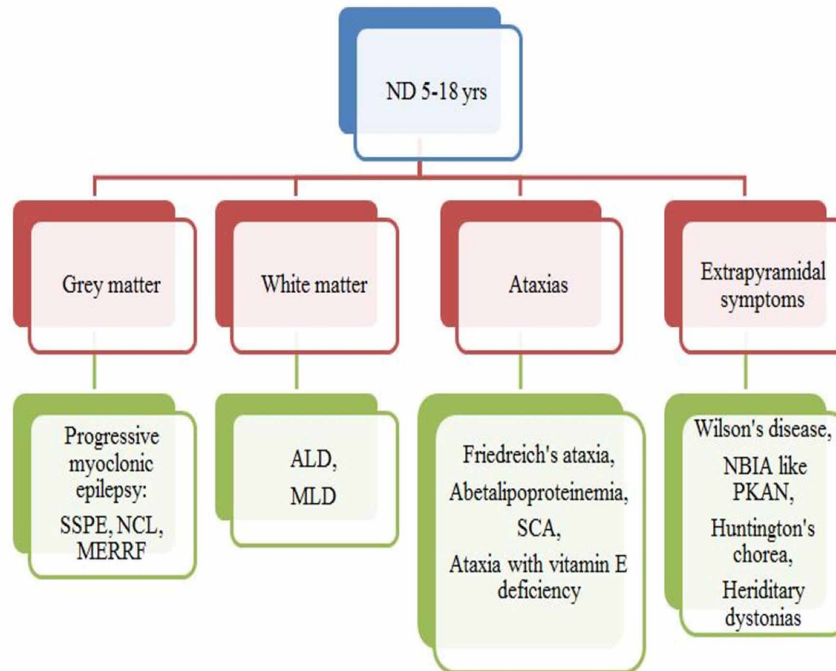 ND 5-18 yrs
Grey matter
White matter
Ataxias
Extrapyramidal
symptoms
Progressive
myoclonic
epilepsy:
SSPE, NCL,
MERRF
ALD,
MLD
Friedreich's ataxia,
Abetalipoproteinemia,
SCA,
Ataxia with vitamin E
deficiency
Wilson's disease,
NBIA like
PKAN,
Huntington's
chorea,
Heriditary
dystonias